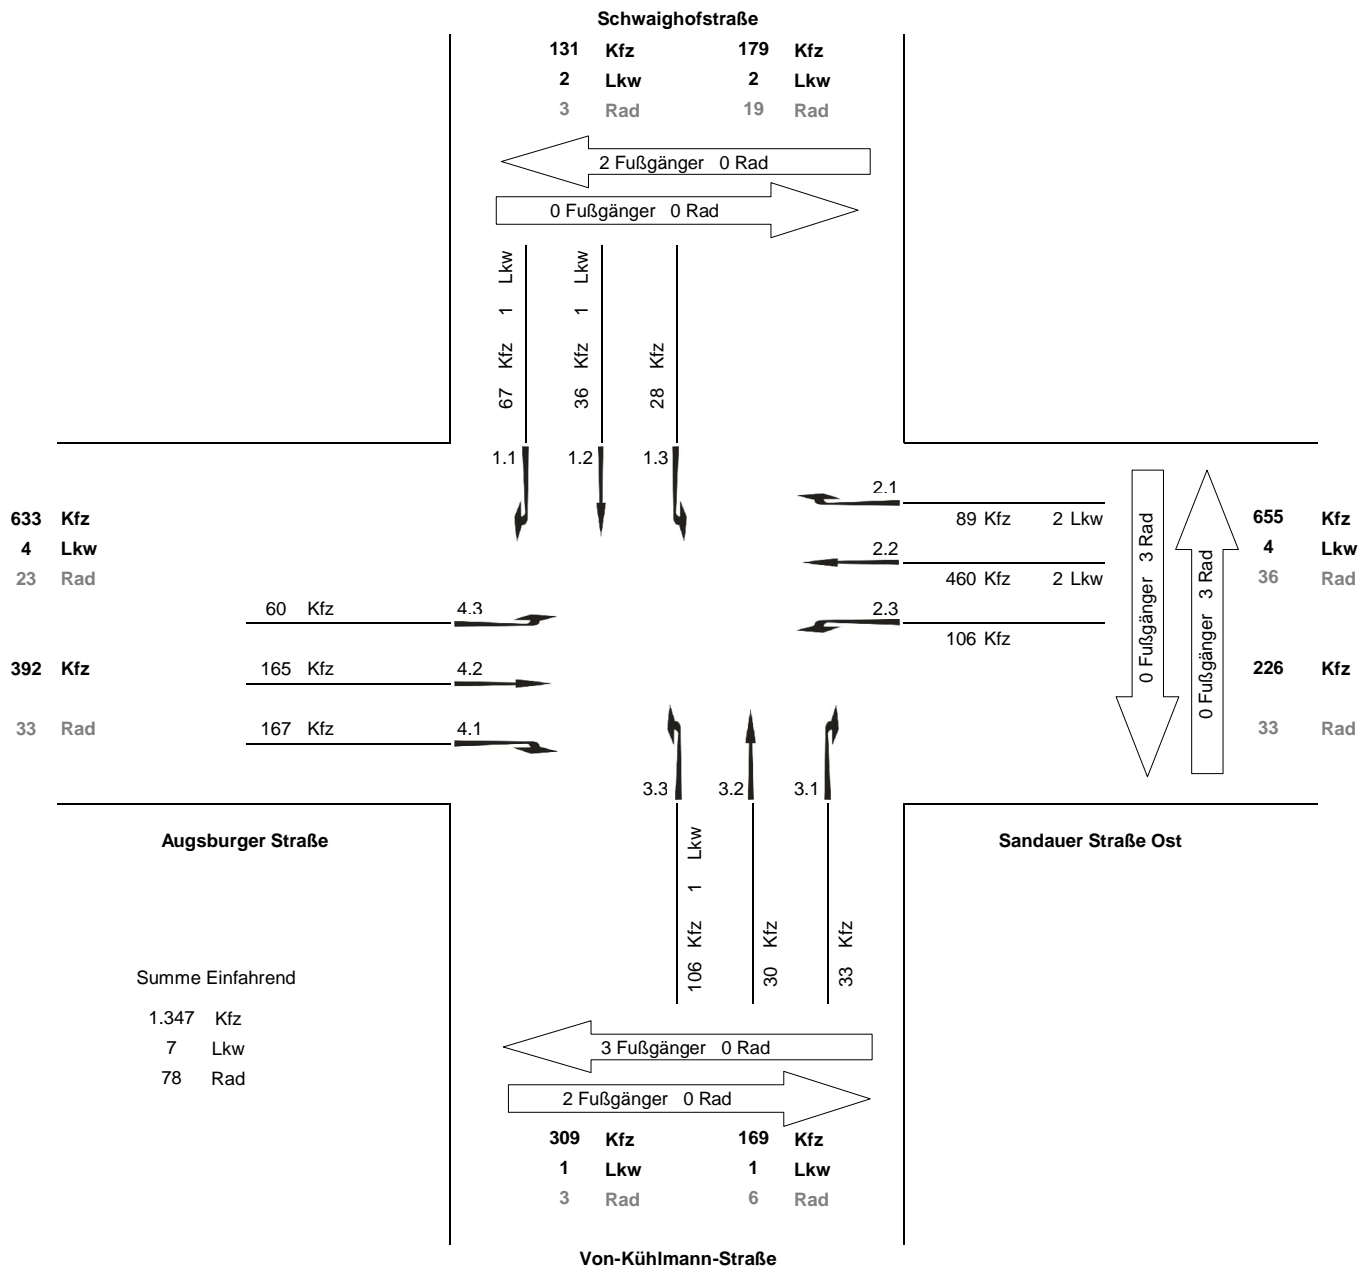 Schwaighofstraße
131 Kfz 179 Kfz
2 Lkw 2 Lkw
3 Rad 19 Rad
2 Fußgänger 0 Rad
0 Fußgänger 0 Rad
67 Kfz 1 Lkw
36 Kfz 1 Lkw
28 Kfz
1.1 1.2 1.3
633 Kfz
4 Lkw
23 Rad
60 Kfz 4.3
392 Kfz
165 Kfz 4.2
33 Rad
167 Kfz 4.1
2.1
89 Kfz 2 Lkw
2.2
460 Kfz 2 Lkw
2.3
106 Kfz
0 Fußgänger 3 Rad
0 Fußgänger 3 Rad
655 Kfz
4 Lkw
36 Rad
226 Kfz
33 Rad
3.3 3.2 3.1
106 Kfz 1 Lkw
30 Kfz
33 Kfz
Augsburger Straße
Sandauer Straße Ost
Summe Einfahrend
1.347 Kfz
7 Lkw
78 Rad
3 Fußgänger 0 Rad
2 Fußgänger 0 Rad
309 Kfz 169 Kfz
1 Lkw 1 Lkw
3 Rad 6 Rad
Von-Kühlmann-Straße